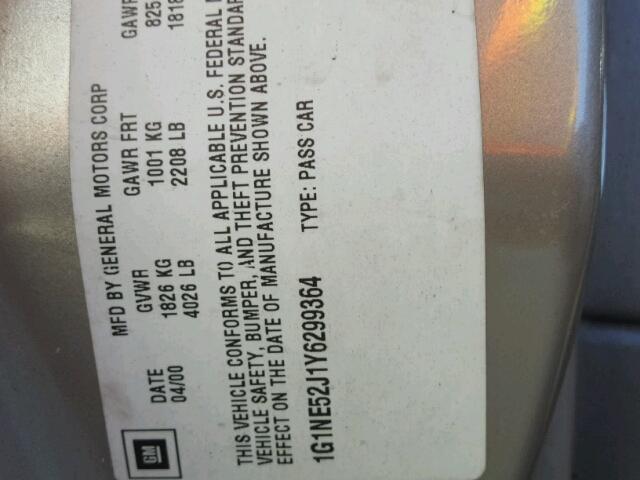 MFD BY GENERAL MOTORS CORP
DATE GVWR GAWR FRT GAWR
04/00 1826 KG 1001 KG 825
4026 LB 2208 LB 1818
THIS VEHICLE CONFORMS TO ALL APPLICABLE U.S. FEDERAL
VEHICLE SAFETY, BUMPER, AND THEFT PREVENTION STANDAR
EFFECT ON THE DATE OF MANUFACTURE SHOWN ABOVE.
1G1NE52J1Y6299364 TYPE: PASS CAR
GM